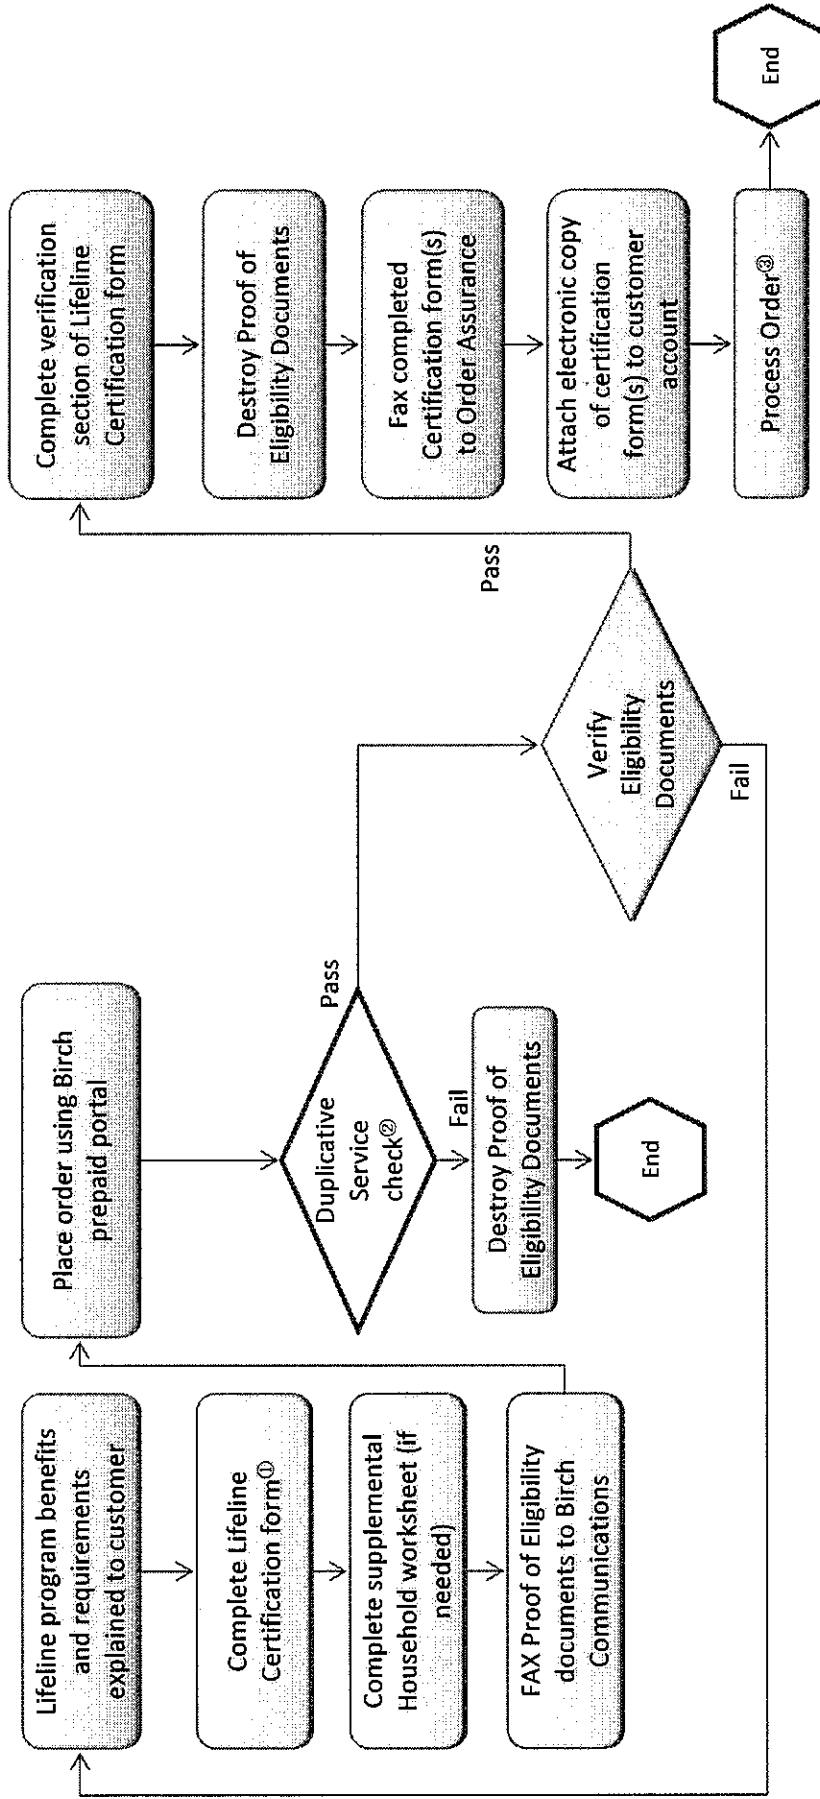 Lifeline program benefits
and requirements
explained to customer
Complete Lifeline
Certification form①
Complete supplemental
Household worksheet (if
needed)
FAX Proof of Eligibility
documents to Birch
Communications
Place order using Birch
prepaid portal
Duplicative
Service
check②
Pass
Fail
Destroy Proof of
Eligibility Documents
End
Verify
Eligibility
Documents
Pass
Fail
Complete verification
section of Lifeline
Certification form
Destroy Proof of
Eligibility Documents
Fax completed
Certification form(s)
to Order Assurance
Attach electronic copy
of certification
form(s) to customer
account
Process Order③
End